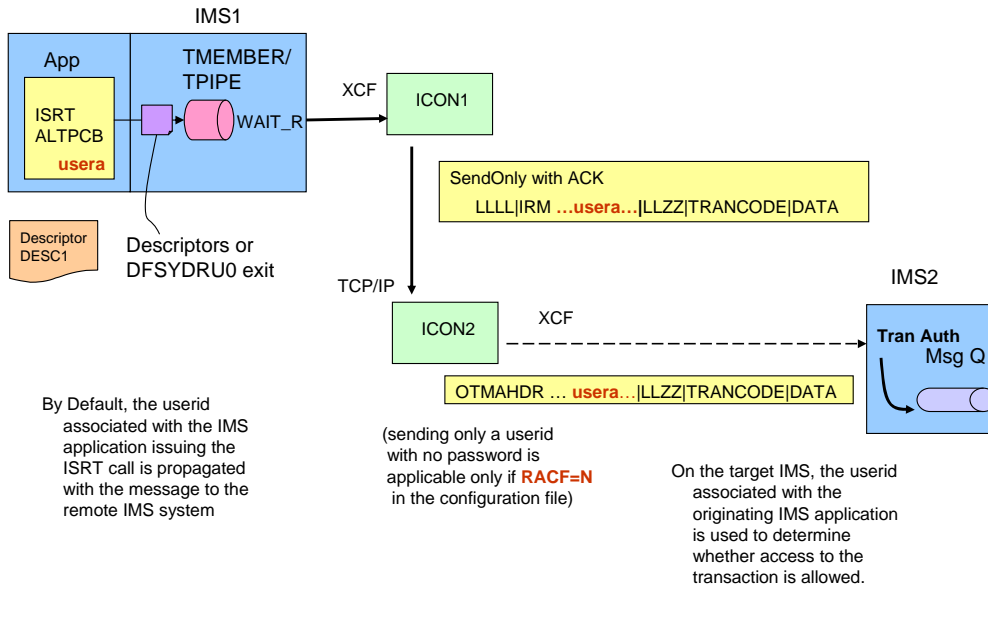 IMS1
App
TMEMBER/
TPIPE
ISRT
ALTPCB
usera
WAIT_R
XCF
ICON1
SendOnly with ACK
LLLL|IRM …usera…|LLZZ|TRANCODE|DATA
Descriptor
DESC1
Descriptors or
DFSYDRU0 exit
TCP/IP
ICON2
XCF
IMS2
Tran Auth
Msg Q
OTMAHDR … usera…|LLZZ|TRANCODE|DATA
By Default, the userid
associated with the IMS
application issuing the
ISRT call is propagated
with the message to the
remote IMS system
(sending only a userid
with no password is
applicable only if RACF=N
in the configuration file)
On the target IMS, the userid
associated with the
originating IMS application
is used to determine
whether access to the
transaction is allowed.